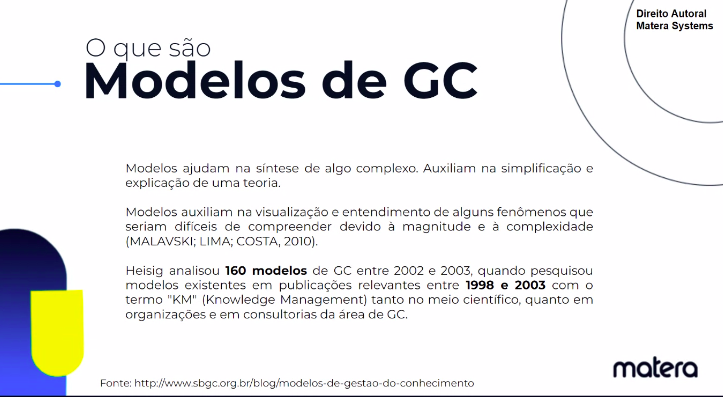 Direito Autoral
Matera Systems
O que são
Modelos de GC
Modelos ajudam na síntese de algo complexo. Auxiliam na simplificação e
explicação de uma teoria.
Modelos auxiliam na visualização e entendimento de alguns fenômenos que
seriam difíceis de compreender devido à magnitude e à complexidade
(MALAVSKI; LIMA; COSTA, 2010).
Heisig analisou 160 modelos de GC entre 2002 e 2003, quando pesquisou
modelos existentes em publicações relevantes entre 1998 e 2003 com o
termo "KM" (Knowledge Management) tanto no meio científico, quanto em
organizações e em consultorias da área de GC.
matera
Fonte: http://www.sbgc.org.br/blog/modelos-de-gestao-do-conhecimento